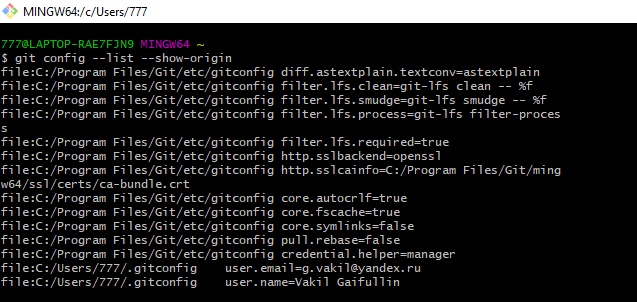 MINGW64:/c/Users/777
777@LAPTOP-RAE7FJN9 MINGW64 ~
$ git config --list --show-origin
file:C:/Program Files/Git/etc/gitconfig diff.astextplain.textconv=astextplain
file:C:/Program Files/Git/etc/gitconfig filter.lfs.clean=git-lfs clean -- %f
file:C:/Program Files/Git/etc/gitconfig filter.lfs.smudge=git-lfs smudge -- %f
file:C:/Program Files/Git/etc/gitconfig filter.lfs.process=git-lfs filter-proces
s
file:C:/Program Files/Git/etc/gitconfig filter.lfs.required=true
file:C:/Program Files/Git/etc/gitconfig http.sslbackend=openssl
file:C:/Program Files/Git/etc/gitconfig http.sslcainfo=C:/Program Files/Git/ming
w64/ssl/certs/ca-bundle.crt
file:C:/Program Files/Git/etc/gitconfig core.autocrlf=true
file:C:/Program Files/Git/etc/gitconfig core.fscache=true
file:C:/Program Files/Git/etc/gitconfig core.symlinks=false
file:C:/Program Files/Git/etc/gitconfig pull.rebase=false
file:C:/Program Files/Git/etc/gitconfig credential.helper=manager
file:C:/Users/777/.gitconfig    user.email=g.vakil@yandex.ru
file:C:/Users/777/.gitconfig    user.name=Vakil Gaifullin